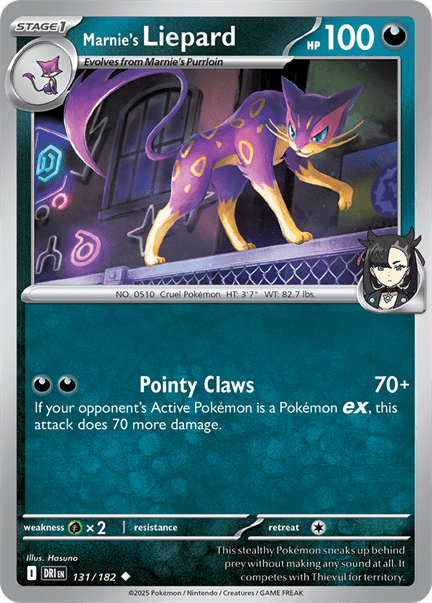 STAGE 1
Marnie's Liepard
HP 100
Evolves from Marnie's Purrloin
NO. 0510 Cruel Pokémon HT: 3'7" WT: 82.7 lbs.
Pointy Claws 70+
If your opponent's Active Pokémon is a Pokémon ex, this
attack does 70 more damage.
weakness ×2 resistance retreat
Illus. Hasuno
This stealthy Pokémon sneaks up behind
prey without making any sound at all. It
competes with Thievul for territory.
I DRI EN 131/182
©2025 Pokémon / Nintendo / Creatures / GAME FREAK